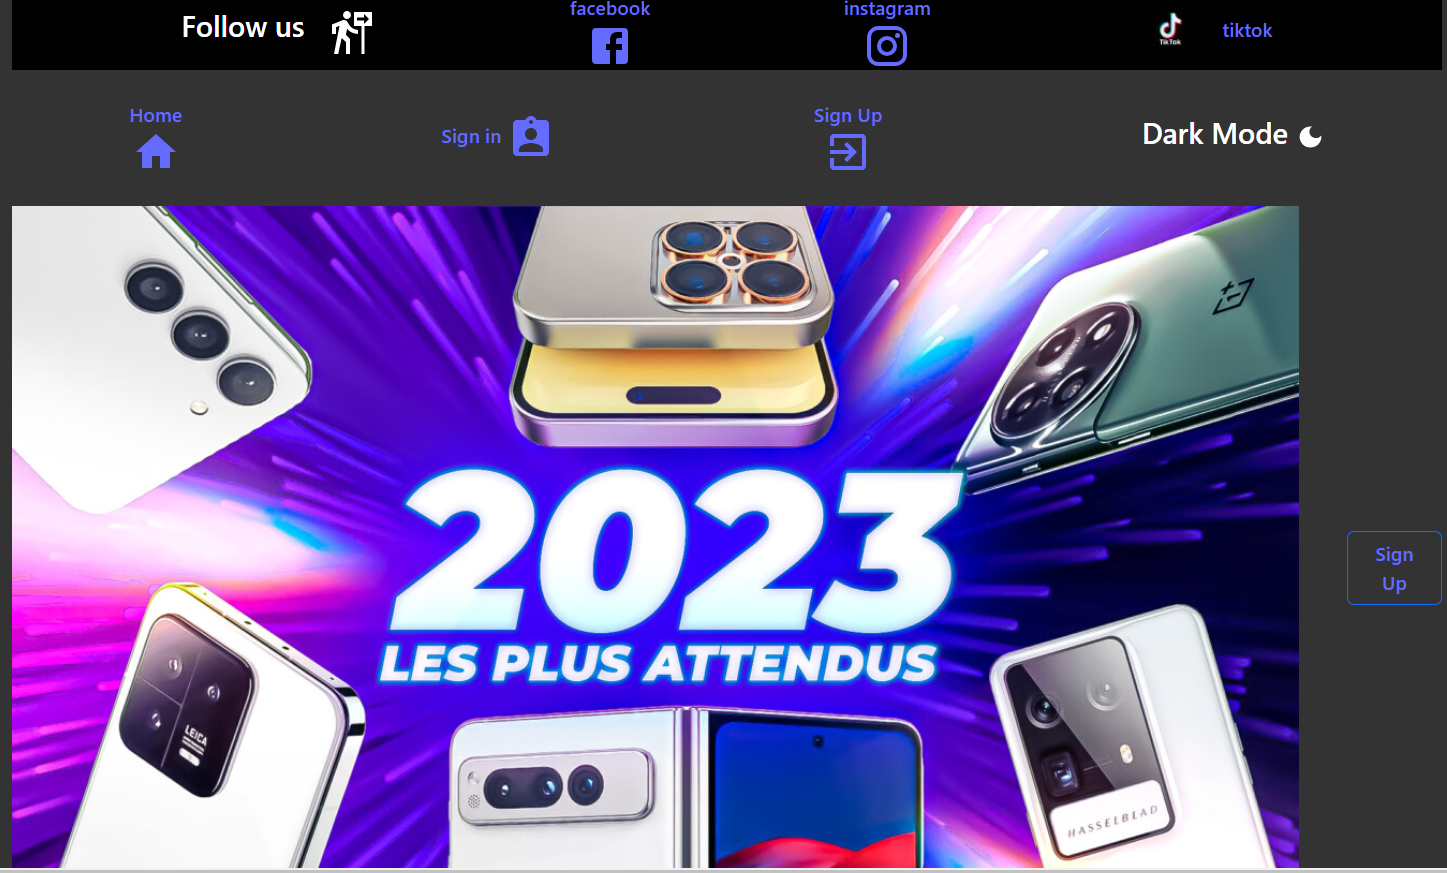 Follow us
facebook
instagram
TikTok
tiktok
Home
Sign in
Sign Up
Dark Mode
2023
LES PLUS ATTENDUS
Sign
Up
LEICA
HASSELBLAD